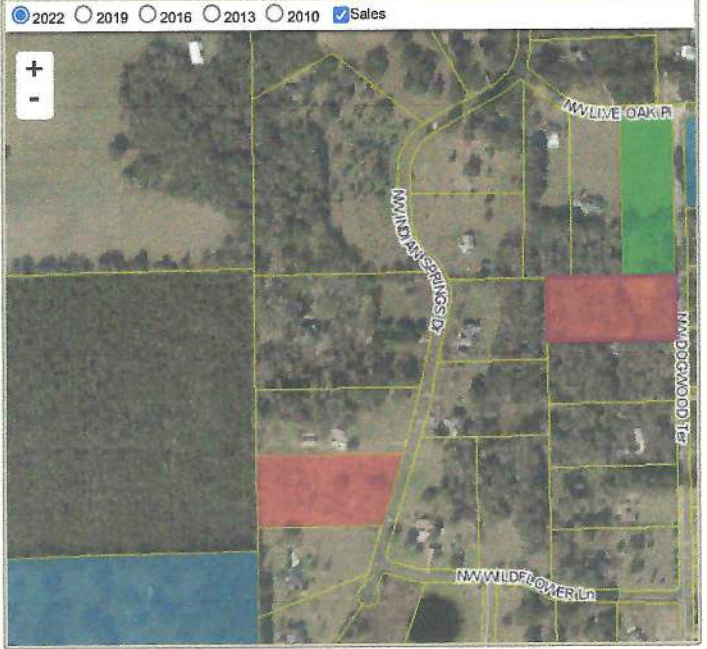 2022 2019 2016 2013 2010 Sales
+
-
NW LIVE OAK Pl
NW INDIAN SPRINGS Dr
NW DOGWOOD Ter
NW WILDFLOWER Ln